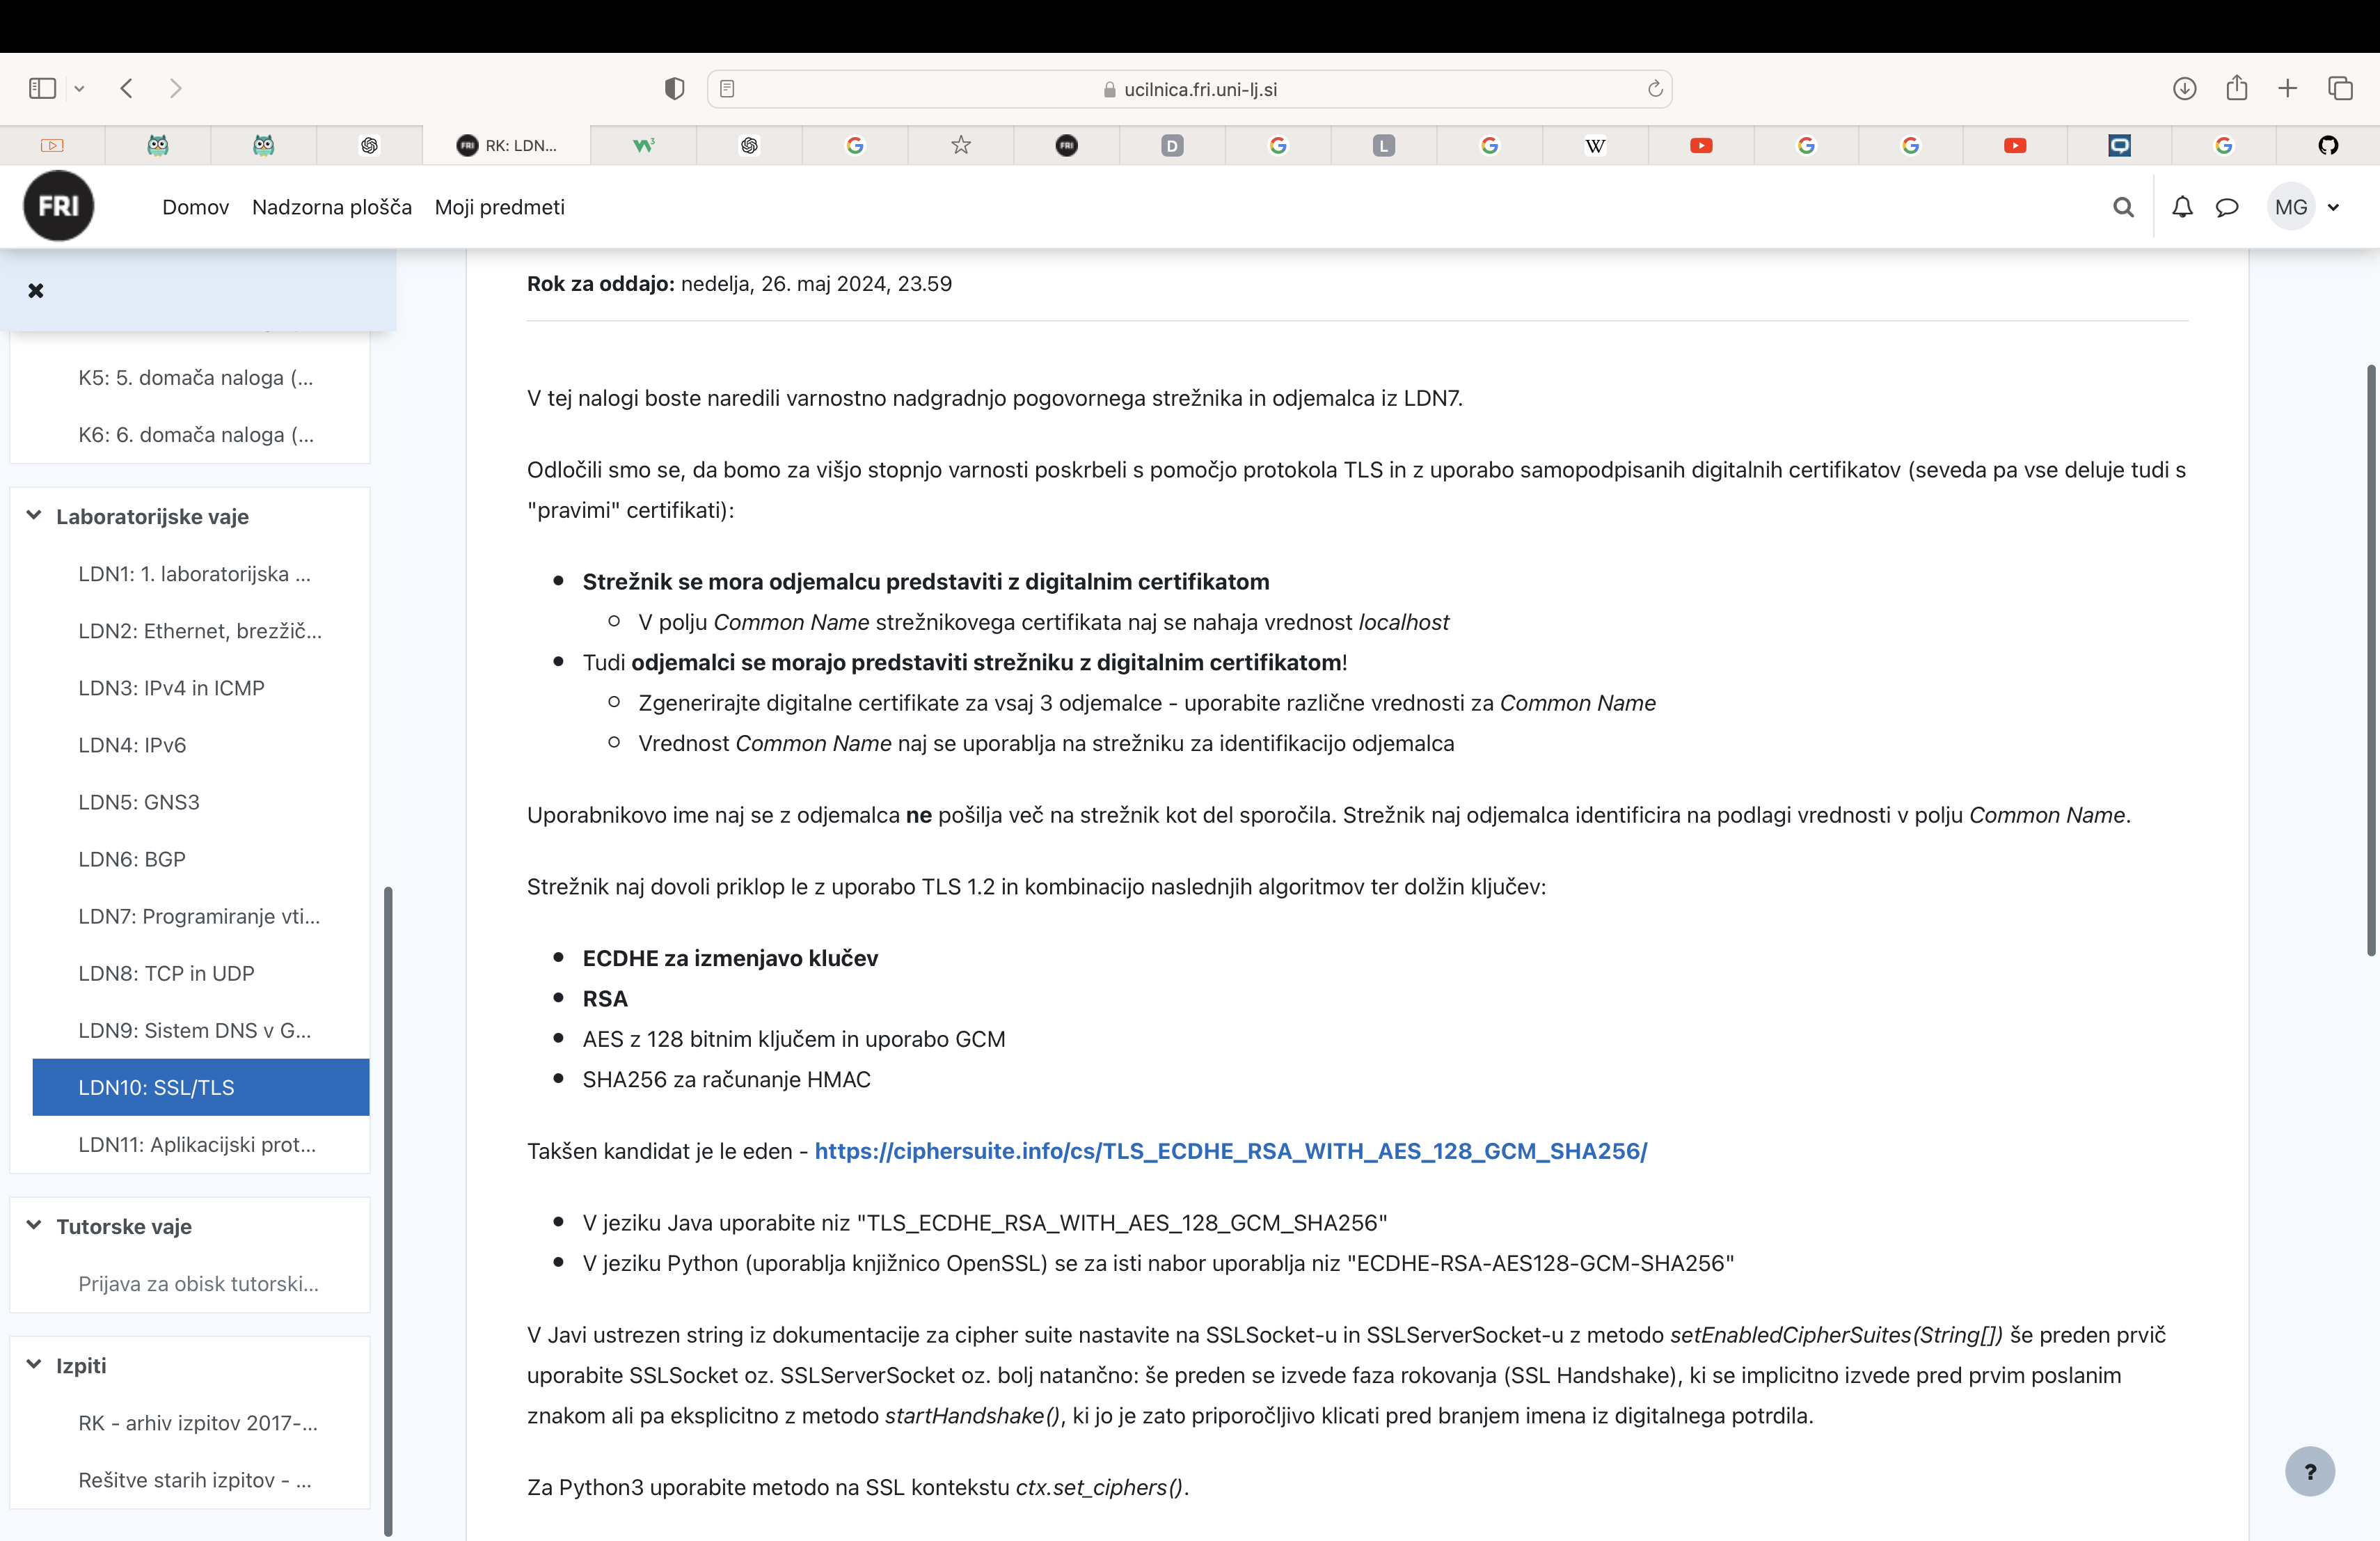 ucilnica.fri.uni-lj.si
FRI RK: LDN... W³ FRI D L W
FRI Domov Nadzorna plošča Moji predmeti MG
K5: 5. domača naloga (...
K6: 6. domača naloga (...
Laboratorijske vaje
LDN1: 1. laboratorijska ...
LDN2: Ethernet, brezžič...
LDN3: IPv4 in ICMP
LDN4: IPv6
LDN5: GNS3
LDN6: BGP
LDN7: Programiranje vti...
LDN8: TCP in UDP
LDN9: Sistem DNS v G...
LDN10: SSL/TLS
LDN11: Aplikacijski prot...
Tutorske vaje
Prijava za obisk tutorski...
Izpiti
RK - arhiv izpitov 2017-...
Rešitve starih izpitov - ...
Rok za oddajo: nedelja, 26. maj 2024, 23.59
V tej nalogi boste naredili varnostno nadgradnjo pogovornega strežnika in odjemalca iz LDN7.
Odločili smo se, da bomo za višjo stopnjo varnosti poskrbeli s pomočjo protokola TLS in z uporabo samopodpisanih digitalnih certifikatov (seveda pa vse deluje tudi s
"pravimi" certifikati):
Strežnik se mora odjemalcu predstaviti z digitalnim certifikatom
V polju Common Name strežnikovega certifikata naj se nahaja vrednost localhost
Tudi odjemalci se morajo predstaviti strežniku z digitalnim certifikatom!
Zgenerirajte digitalne certifikate za vsaj 3 odjemalce - uporabite različne vrednosti za Common Name
Vrednost Common Name naj se uporablja na strežniku za identifikacijo odjemalca
Uporabnikovo ime naj se z odjemalca ne pošilja več na strežnik kot del sporočila. Strežnik naj odjemalca identificira na podlagi vrednosti v polju Common Name.
Strežnik naj dovoli priklop le z uporabo TLS 1.2 in kombinacijo naslednjih algoritmov ter dolžin ključev:
ECDHE za izmenjavo klučev
RSA
AES z 128 bitnim ključem in uporabo GCM
SHA256 za računanje HMAC
Takšen kandidat je le eden - https://ciphersuite.info/cs/TLS_ECDHE_RSA_WITH_AES_128_GCM_SHA256/
V jeziku Java uporabite niz "TLS_ECDHE_RSA_WITH_AES_128_GCM_SHA256"
V jeziku Python (uporablja knjižnico OpenSSL) se za isti nabor uporablja niz "ECDHE-RSA-AES128-GCM-SHA256"
V Javi ustrezen string iz dokumentacije za cipher suite nastavite na SSLSocket-u in SSLServerSocket-u z metodo setEnabledCipherSuites(String[]) še preden prvič
uporabite SSLSocket oz. SSLServerSocket oz. bolj natančno: še preden se izvede faza rokovanja (SSL Handshake), ki se implicitno izvede pred prvim poslanim
znakom ali pa eksplicitno z metodo startHandshake(), ki jo je zato priporočljivo klicati pred branjem imena iz digitalnega potrdila.
Za Python3 uporabite metodo na SSL kontekstu ctx.set_ciphers().
?